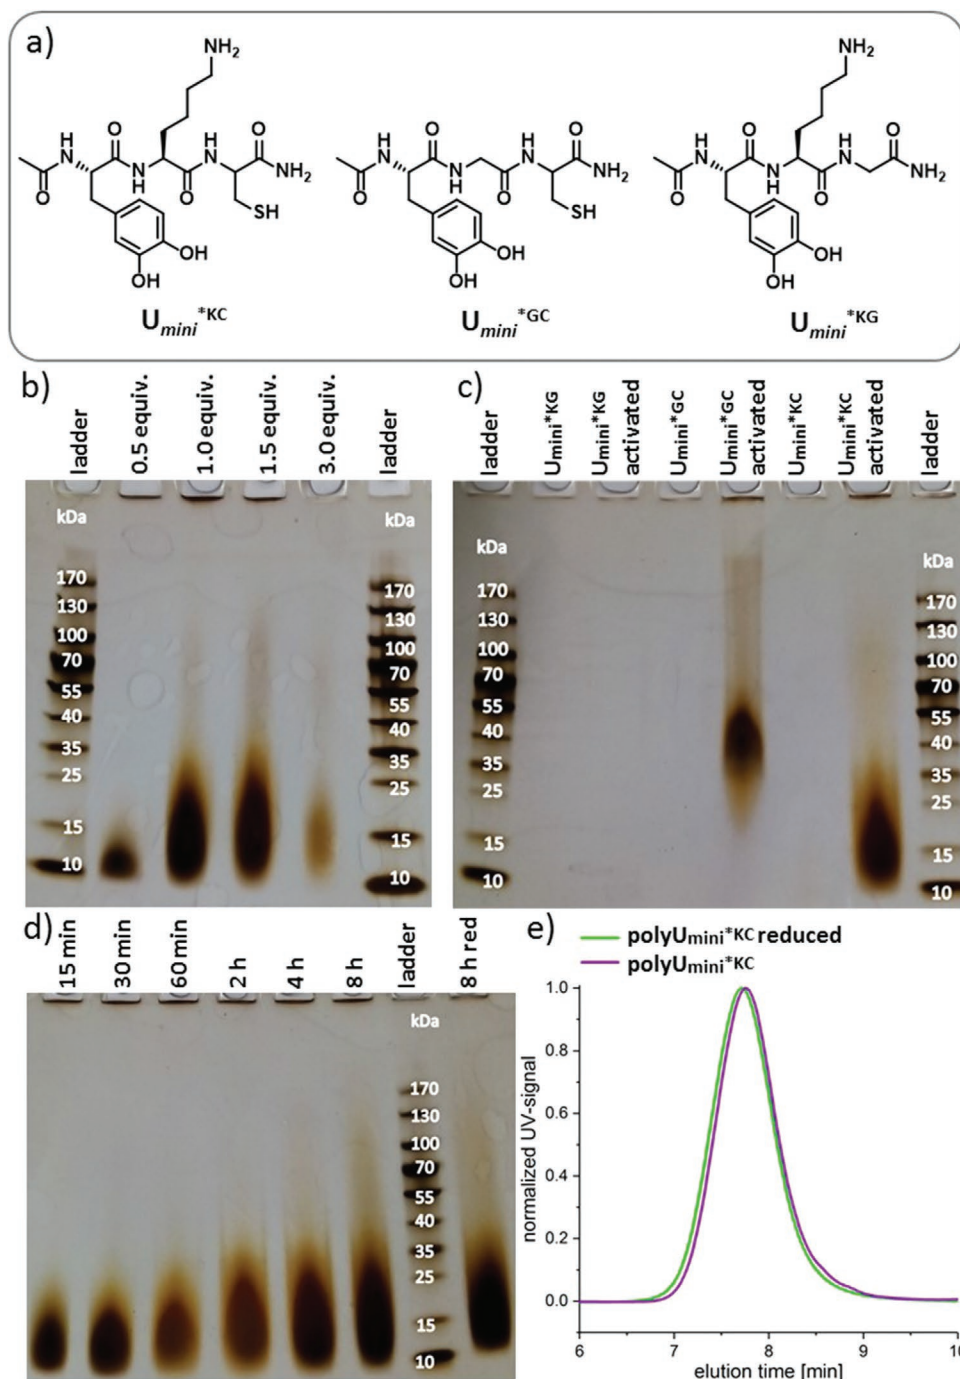 a)
NH₂
H
N
O
H
N
O
NH₂
O
N
H
O
SH
OH
OH
H
N
O
H
N
O
NH₂
O
N
H
O
SH
OH
OH
NH₂
H
N
O
H
N
O
NH₂
O
N
H
O
OH
OH
Umini*KC
Umini*GC
Umini*KG
b)
ladder
0.5 equiv.
1.0 equiv.
1.5 equiv.
3.0 equiv.
ladder
kDa
170
130
100
70
55
40
35
25
15
10
kDa
170
130
100
70
55
40
35
25
15
10
c)
ladder
Umini*KG
Umini*KG
activated
Umini*GC
Umini*GC
activated
Umini*KC
Umini*KC
activated
ladder
kDa
170
130
100
70
55
40
35
25
15
10
kDa
170
130
100
70
55
40
35
25
15
10
d)
15 min
30 min
60 min
2 h
4 h
8 h
ladder
8 h red
kDa
170
130
100
70
55
40
35
25
15
10
e)
polyUmini*KC reduced
polyUmini*KC
normalized UV-signal
1.0
0.8
0.6
0.4
0.2
0.0
6
7
8
9
10
elution time [min]